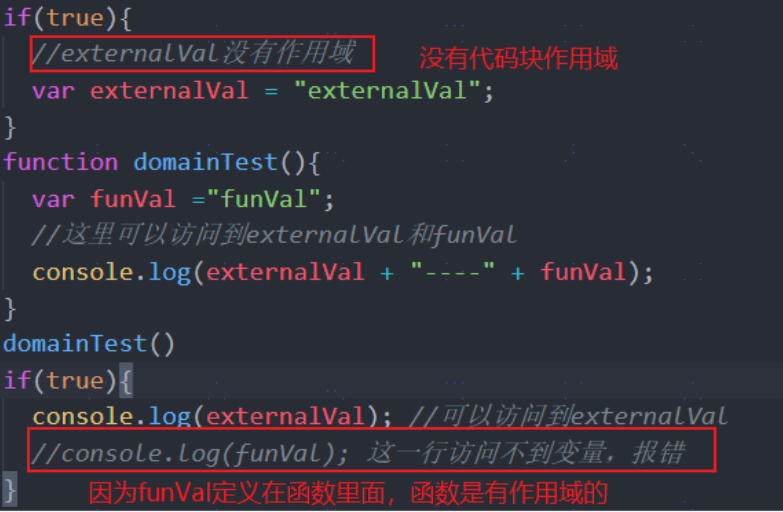 if(true){
//externalVal没有作用域
没有代码块作用域
var externalVal = "externalVal";
}
function domainTest(){
var funVal ="funVal";
//这里可以访问到externalVal和funVal
console.log(externalVal + "----" + funVal);
}
domainTest()
if(true){
console.log(externalVal); //可以访问到externalVal
//console.log(funVal); 这一行访问不到变量，报错
}
因为funVal定义在函数里面，函数是有作用域的